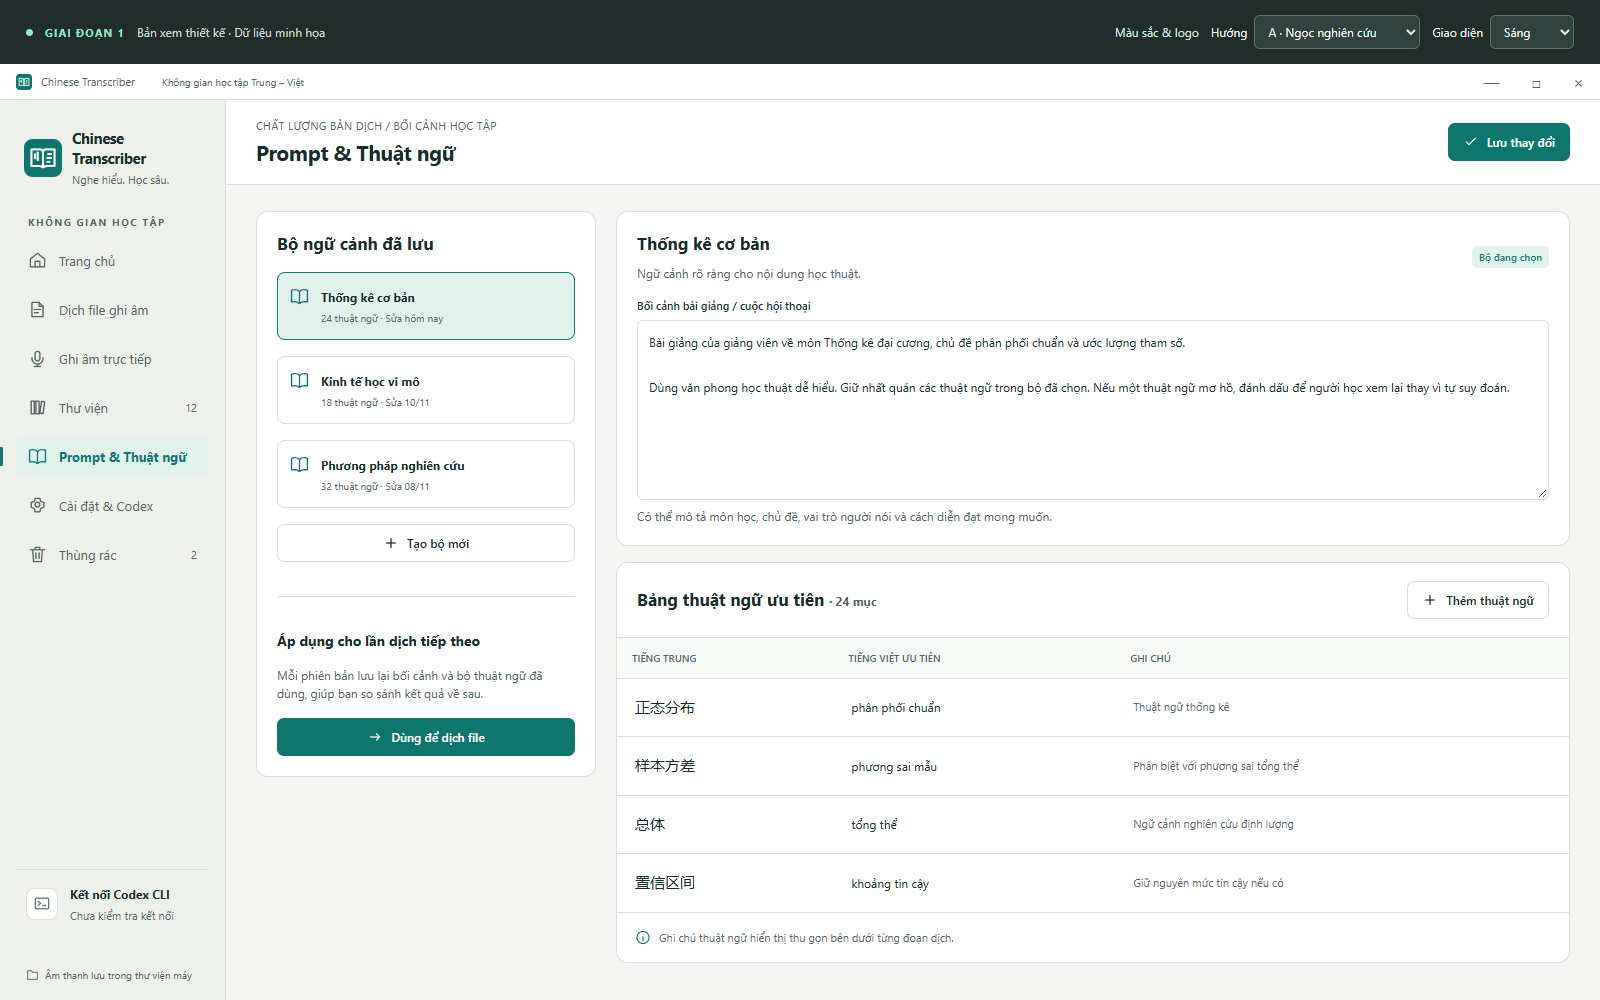 GIAI ĐOẠN 1 Bản xem thiết kế · Dữ liệu minh họa
Màu sắc & logo Hướng A · Ngọc nghiên cứu Giao diện Sáng
Chinese Transcriber Không gian học tập Trung – Việt
Chinese
Transcriber
Nghe hiểu. Học sâu.
KHÔNG GIAN HỌC TẬP
Trang chủ
Dịch file ghi âm
Ghi âm trực tiếp
Thư viện 12
Prompt & Thuật ngữ
Cài đặt & Codex
Thùng rác 2
Kết nối Codex CLI
Chưa kiểm tra kết nối
Âm thanh lưu trong thư viện máy
CHẤT LƯỢNG BẢN DỊCH / BỐI CẢNH HỌC TẬP
Prompt & Thuật ngữ
Lưu thay đổi
Bộ ngữ cảnh đã lưu
Thống kê cơ bản
24 thuật ngữ · Sửa hôm nay
Kinh tế học vi mô
18 thuật ngữ · Sửa 10/11
Phương pháp nghiên cứu
32 thuật ngữ · Sửa 08/11
Tạo bộ mới
Áp dụng cho lần dịch tiếp theo
Mỗi phiên bản lưu lại bối cảnh và bộ thuật ngữ đã
dùng, giúp bạn so sánh kết quả về sau.
Dùng để dịch file
Thống kê cơ bản
Ngữ cảnh rõ ràng cho nội dung học thuật.
Bộ đang chọn
Bối cảnh bài giảng / cuộc hội thoại
Bài giảng của giảng viên về môn Thống kê đại cương, chủ đề phân phối chuẩn và ước lượng tham số.
Dùng văn phong học thuật dễ hiểu. Giữ nhất quán các thuật ngữ trong bộ đã chọn. Nếu một thuật ngữ mơ hồ, đánh dấu để người học xem lại thay vì tự suy đoán.
Có thể mô tả môn học, chủ đề, vai trò người nói và cách diễn đạt mong muốn.
Bảng thuật ngữ ưu tiên · 24 mục
Thêm thuật ngữ
TIẾNG TRUNG TIẾNG VIỆT ƯU TIÊN GHI CHÚ
正态分布 phân phối chuẩn Thuật ngữ thống kê
样本方差 phương sai mẫu Phân biệt với phương sai tổng thể
总体 tổng thể Ngữ cảnh nghiên cứu định lượng
置信区间 khoảng tin cậy Giữ nguyên mức tin cậy nếu có
Ghi chú thuật ngữ hiển thị thu gọn bên dưới từng đoạn dịch.